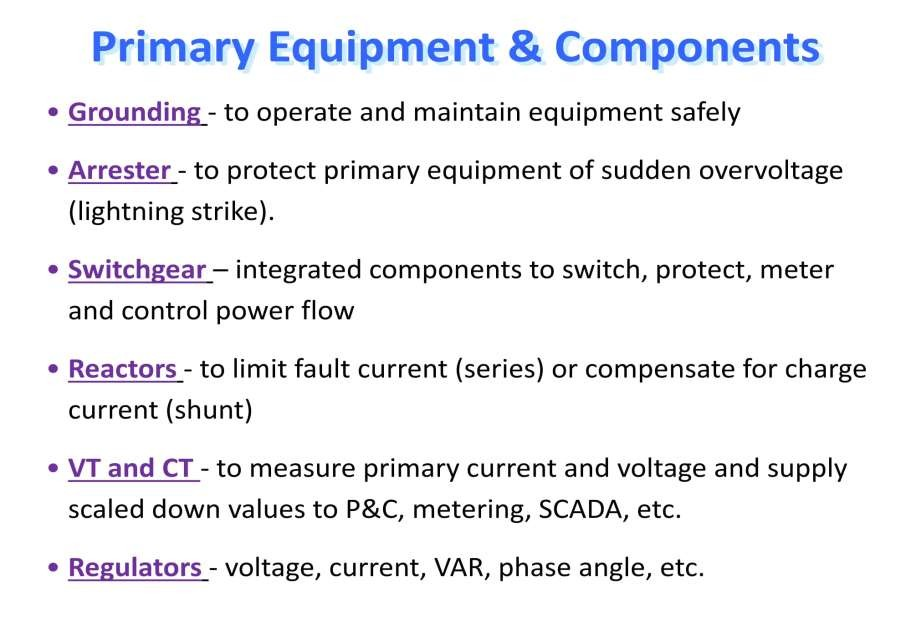 Primary Equipment & Components
• Grounding - to operate and maintain equipment safely
• Arrester - to protect primary equipment of sudden overvoltage
(lightning strike).
• Switchgear – integrated components to switch, protect, meter
and control power flow
• Reactors - to limit fault current (series) or compensate for charge
current (shunt)
• VT and CT - to measure primary current and voltage and supply
scaled down values to P&C, metering, SCADA, etc.
• Regulators - voltage, current, VAR, phase angle, etc.